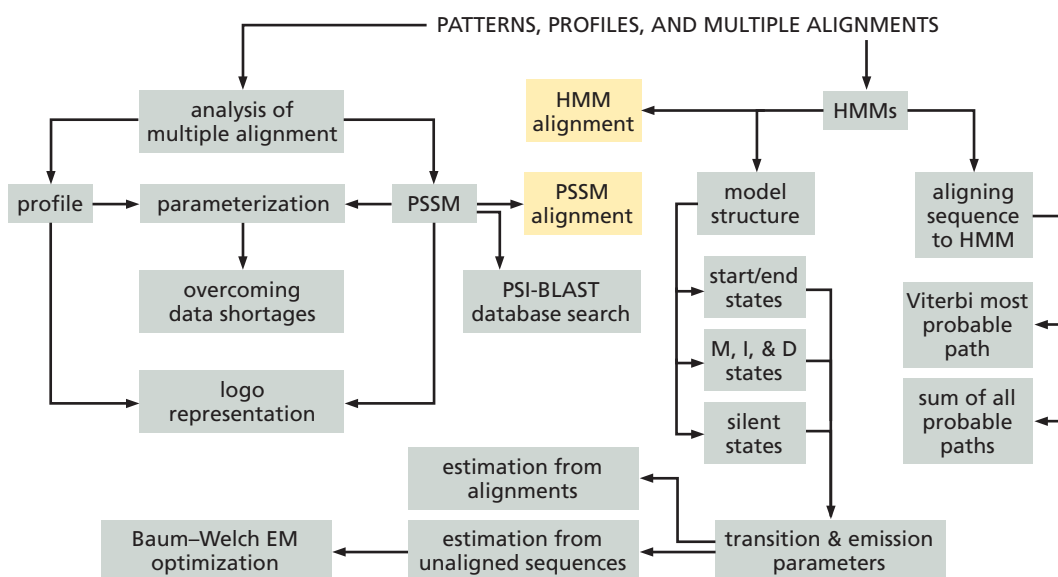 PATTERNS, PROFILES, AND MULTIPLE ALIGNMENTS
analysis of
multiple alignment
HMM
alignment
HMMs
profile
parameterization
PSSM
PSSM
alignment
model
structure
aligning
sequence
to HMM
overcoming
data shortages
PSI-BLAST
database search
start/end
states
Viterbi most
probable
path
M, I, & D
states
logo
representation
silent
states
sum of all
probable
paths
estimation from
alignments
Baum–Welch EM
optimization
estimation from
unaligned sequences
transition & emission
parameters